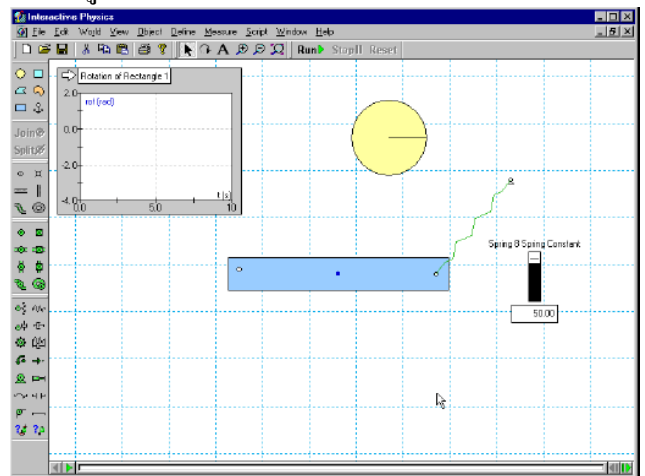 Interactive Physics
File Edit World View Object Define Measure Script Window Help
Run Stop Reset
Rotation of Rectangle 1
2.0
rot (rad)
0.0
-2.0
-4.0
t (s)
0.0 5.0 10
Join
Split
Spring 8 Spring Constant
50.00